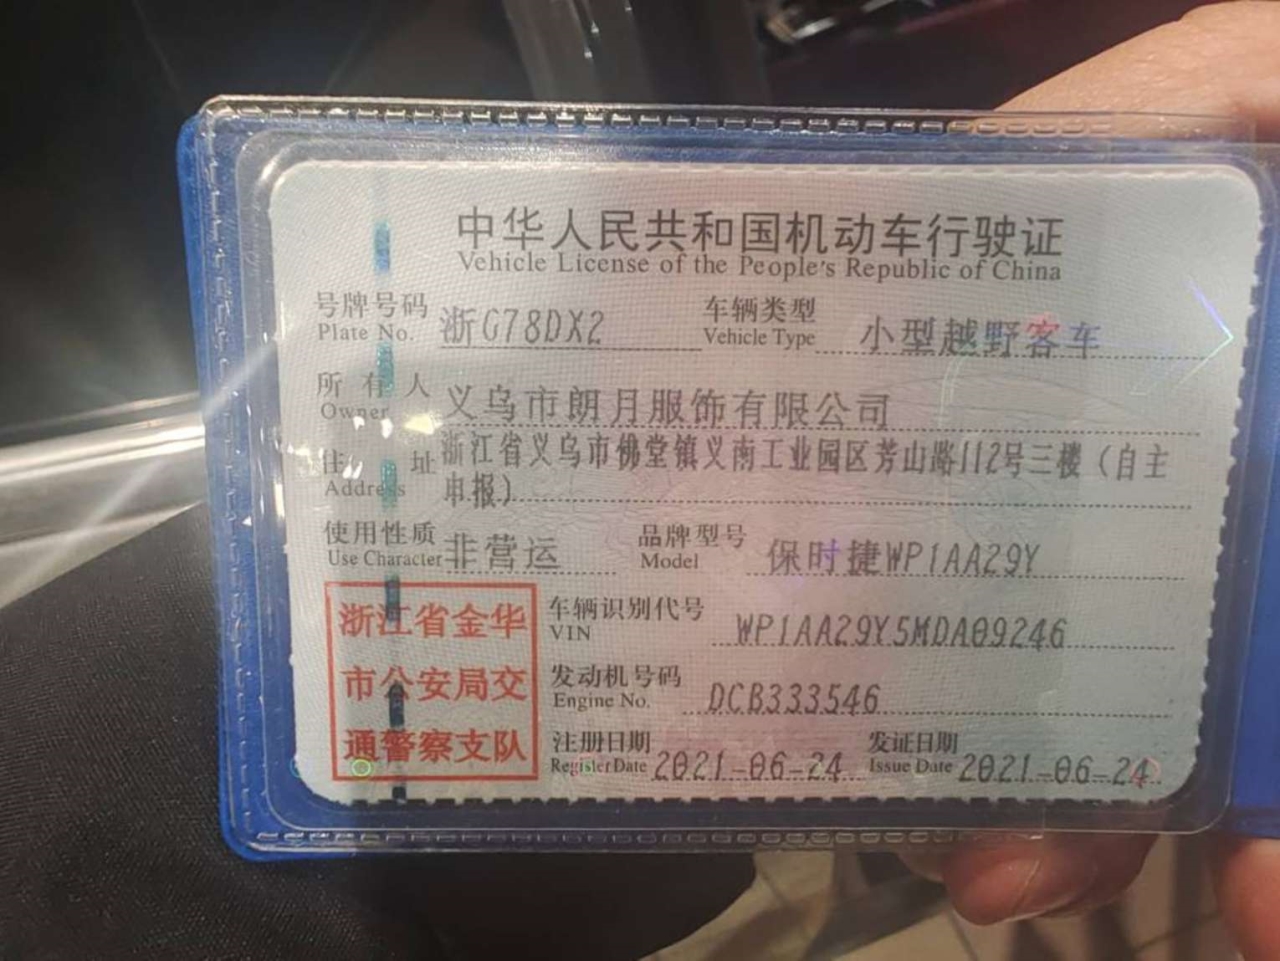 中华人民共和国机动车行驶证
Vehicle License of the People's Republic of China
号牌号码 浙G78DX2 车辆类型 小型越野客车
Plate No. Vehicle Type
所有人 义乌市朗月服饰有限公司
Owner
住址 浙江省义乌市佛堂镇义南工业园区芳山路112号三楼（自主
Address 申报）
使用性质 非营运 品牌型号 保时捷WP1AA29Y
Use Character Model
浙江省金华
市公安局交
通警察支队
车辆识别代号 WP1AA29Y5MDA09246
VIN
发动机号码 DCB333546
Engine No.
注册日期 2021-06-24 发证日期 2021-06-24
Register Date Issue Date